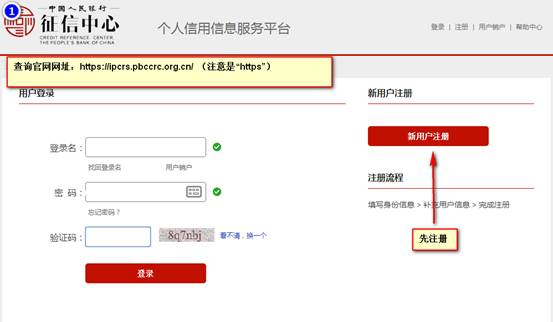 1
中国人民银行
征信中心
CREDIT REFERENCE CENTER,
THE PEOPLE'S BANK OF CHINA
个人信用信息服务平台
登录 | 注册 | 用户销户 | 帮助中心
查询官网网址：https://ipcrs.pbccrc.org.cn/ （注意是“https”）
用户登录
新用户注册
新用户注册
登录名：
找回登录名 用户销户
注册流程
密 码：
填写身份信息 > 补充用户信息 > 完成注册
忘记密码？
验证码：
8q7nbj
看不清，换一个
先注册
登录